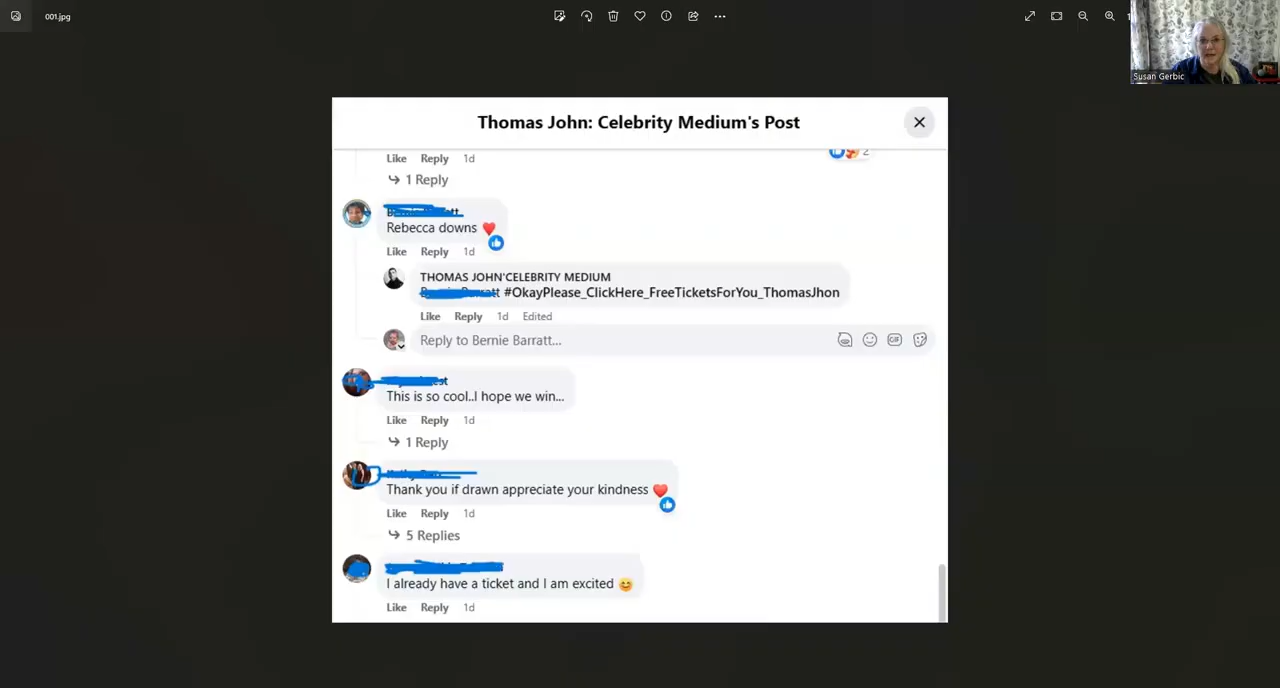 001.jpg
Susan Gerbic
Thomas John: Celebrity Medium's Post
Like Reply 1d
2
1 Reply
Rebecca downs ❤️
Like Reply 1d
THOMAS JOHN'CELEBRITY MEDIUM
#OkayPlease_ClickHere_FreeTicketsForYou_ThomasJhon
Like Reply 1d Edited
Reply to Bernie Barratt...
GIF
This is so cool..I hope we win...
Like Reply 1d
1 Reply
Thank you if drawn appreciate your kindness ❤️
Like Reply 1d
5 Replies
I already have a ticket and I am excited 😊
Like Reply 1d